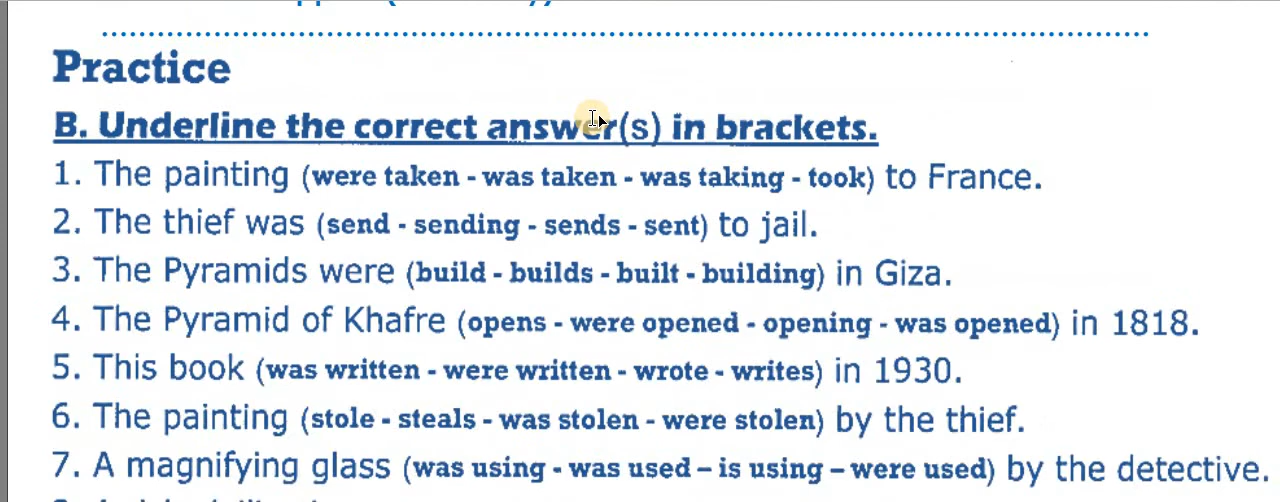 Practice
B. Underline the correct answer(s) in brackets.
1. The painting (were taken - was taken - was taking - took) to France.
2. The thief was (send - sending - sends - sent) to jail.
3. The Pyramids were (build - builds - built - building) in Giza.
4. The Pyramid of Khafre (opens - were opened - opening - was opened) in 1818.
5. This book (was written - were written - wrote - writes) in 1930.
6. The painting (stole - steals - was stolen - were stolen) by the thief.
7. A magnifying glass (was using - was used – is using – were used) by the detective.